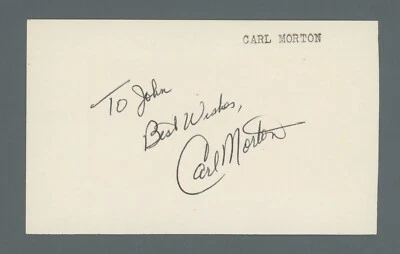 CARL MORTON
To John
Best Wishes,
Carl Morton